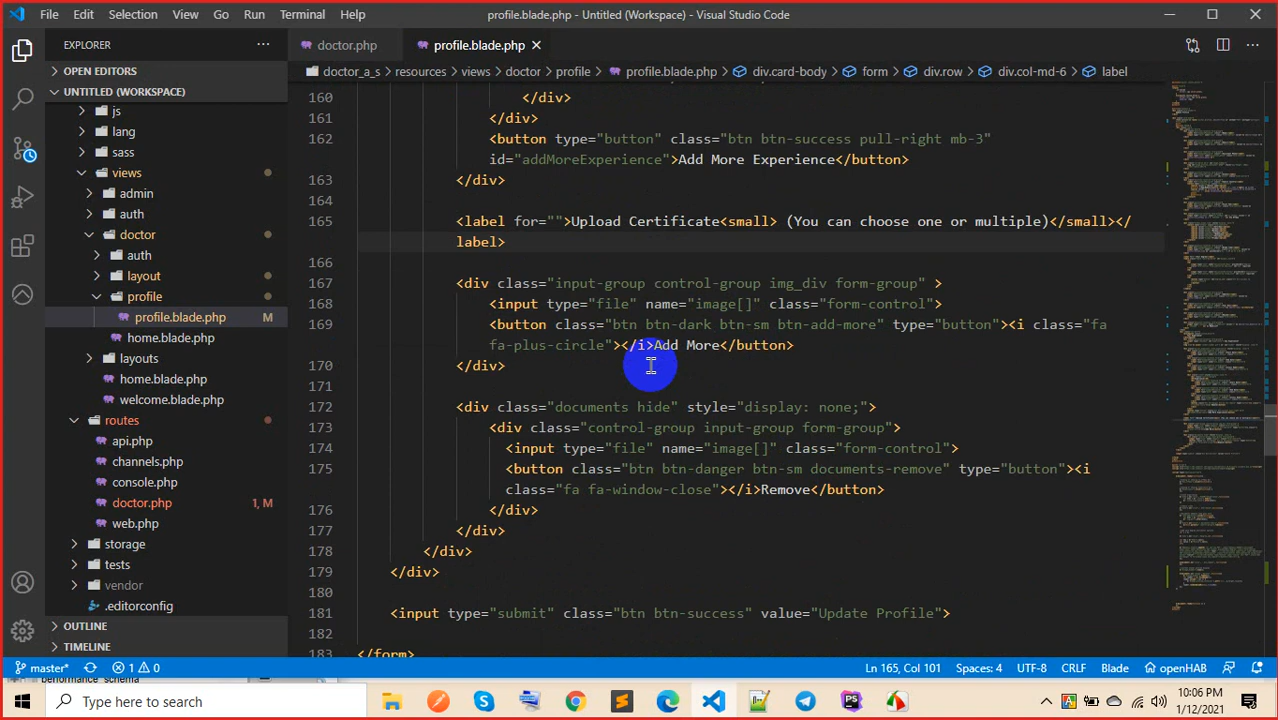 File Edit Selection View Go Run Terminal Help profile.blade.php - Untitled (Workspace) - Visual Studio Code
EXPLORER
doctor.php profile.blade.php
OPEN EDITORS
doctor_a_s > resources > views > doctor > profile > profile.blade.php > div.card-body > form > div.row > div.col-md-6 > label
UNTITLED (WORKSPACE)
js
lang
sass
views
admin
auth
doctor
auth
layout
profile
profile.blade.php M
home.blade.php
layouts
home.blade.php
welcome.blade.php
routes
api.php
channels.php
console.php
doctor.php 1, M
web.php
storage
tests
vendor
.editorconfig
OUTLINE
TIMELINE
160 </div>
161 </div>
162 <button type="button" class="btn btn-success pull-right mb-3"
id="addMoreExperience">Add More Experience</button>
163 </div>
164
165 <label for="">Upload Certificate<small> (You can choose one or multiple)</small></
label>
166
167 <div class="input-group control-group img_div form-group" >
168 <input type="file" name="image[]" class="form-control">
169 <button class="btn btn-dark btn-sm btn-add-more" type="button"><i class="fa
fa-plus-circle"></i>Add More</button>
170 </div>
171
172 <div class="documents hide" style="display: none;">
173 <div class="control-group input-group form-group">
174 <input type="file" name="image[]" class="form-control">
175 <button class="btn btn-danger btn-sm documents-remove" type="button"><i
class="fa fa-window-close"></i>Remove</button>
176 </div>
177 </div>
178 </div>
179 </div>
180
181 <input type="submit" class="btn btn-success" value="Update Profile">
182
183 </form>
master* 1 0 Ln 165, Col 101 Spaces: 4 UTF-8 CRLF Blade openHAB
performance_schema
Type here to search
10:06 PM
1/12/2021